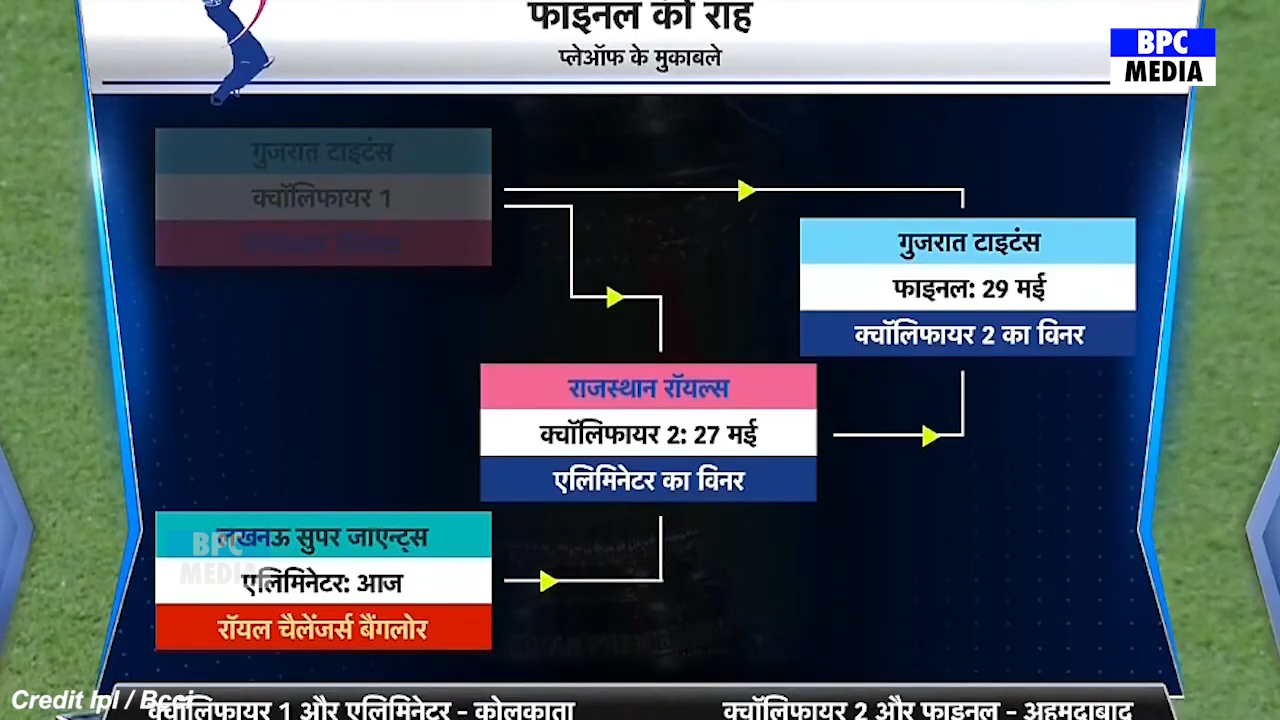 फाइनल की राह
प्लेऑफ के मुकाबले
BPC
MEDIA
गुजरात टाइटंस
क्वॉलिफायर 1
गुजरात टाइटंस
फाइनल: 29 मई
क्वॉलिफायर 2 का विनर
राजस्थान रॉयल्स
क्वॉलिफायर 2: 27 मई
एलिमिनेटर का विनर
लखनऊ सुपर जाएन्ट्स
BPC
MEDIA
एलिमिनेटर: आज
रॉयल चैलेंजर्स बैंगलोर
Credit Ipl / Bcci
क्वॉलिफायर 1 और एलिमिनेटर - कोलकाता
क्वॉलिफायर 2 और फाइनल - अहमदाबाद